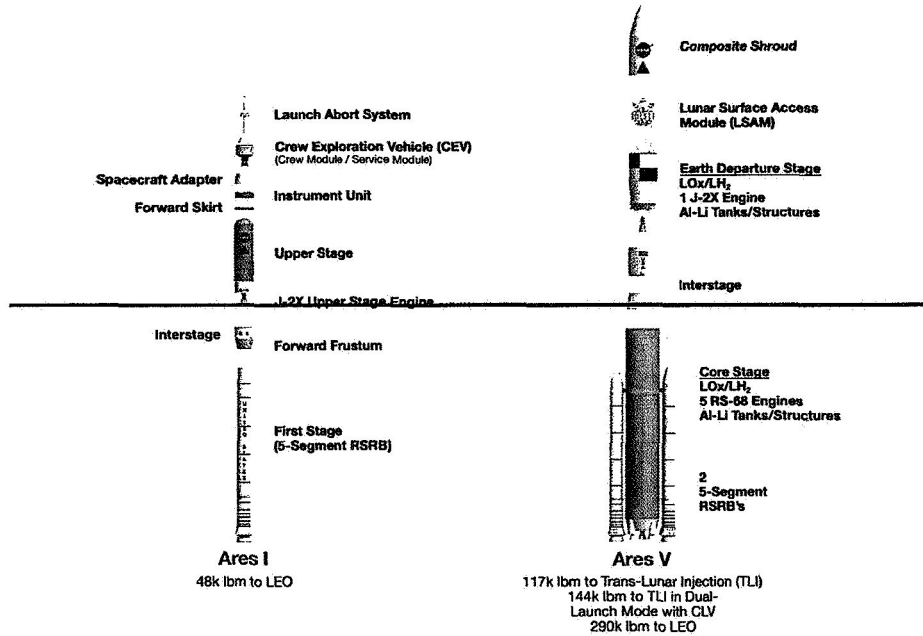 Launch Abort System
Crew Exploration Vehicle (CEV)
(Crew Module / Service Module)
Spacecraft Adapter
Instrument Unit
Forward Skirt
Upper Stage
J-2X Upper Stage Engine
Interstage
Forward Frustum
First Stage
(5-Segment RSRB)
Ares I
48k lbm to LEO
Composite Shroud
Lunar Surface Access
Module (LSAM)
Earth Departure Stage
LOx/LH₂
1 J-2X Engine
Al-Li Tanks/Structures
Interstage
Core Stage
LOx/LH₂
5 RS-68 Engines
Al-Li Tanks/Structures
2
5-Segment
RSRB's
Ares V
117k lbm to Trans-Lunar Injection (TLI)
144k lbm to TLI in Dual-
Launch Mode with CLV
290k lbm to LEO